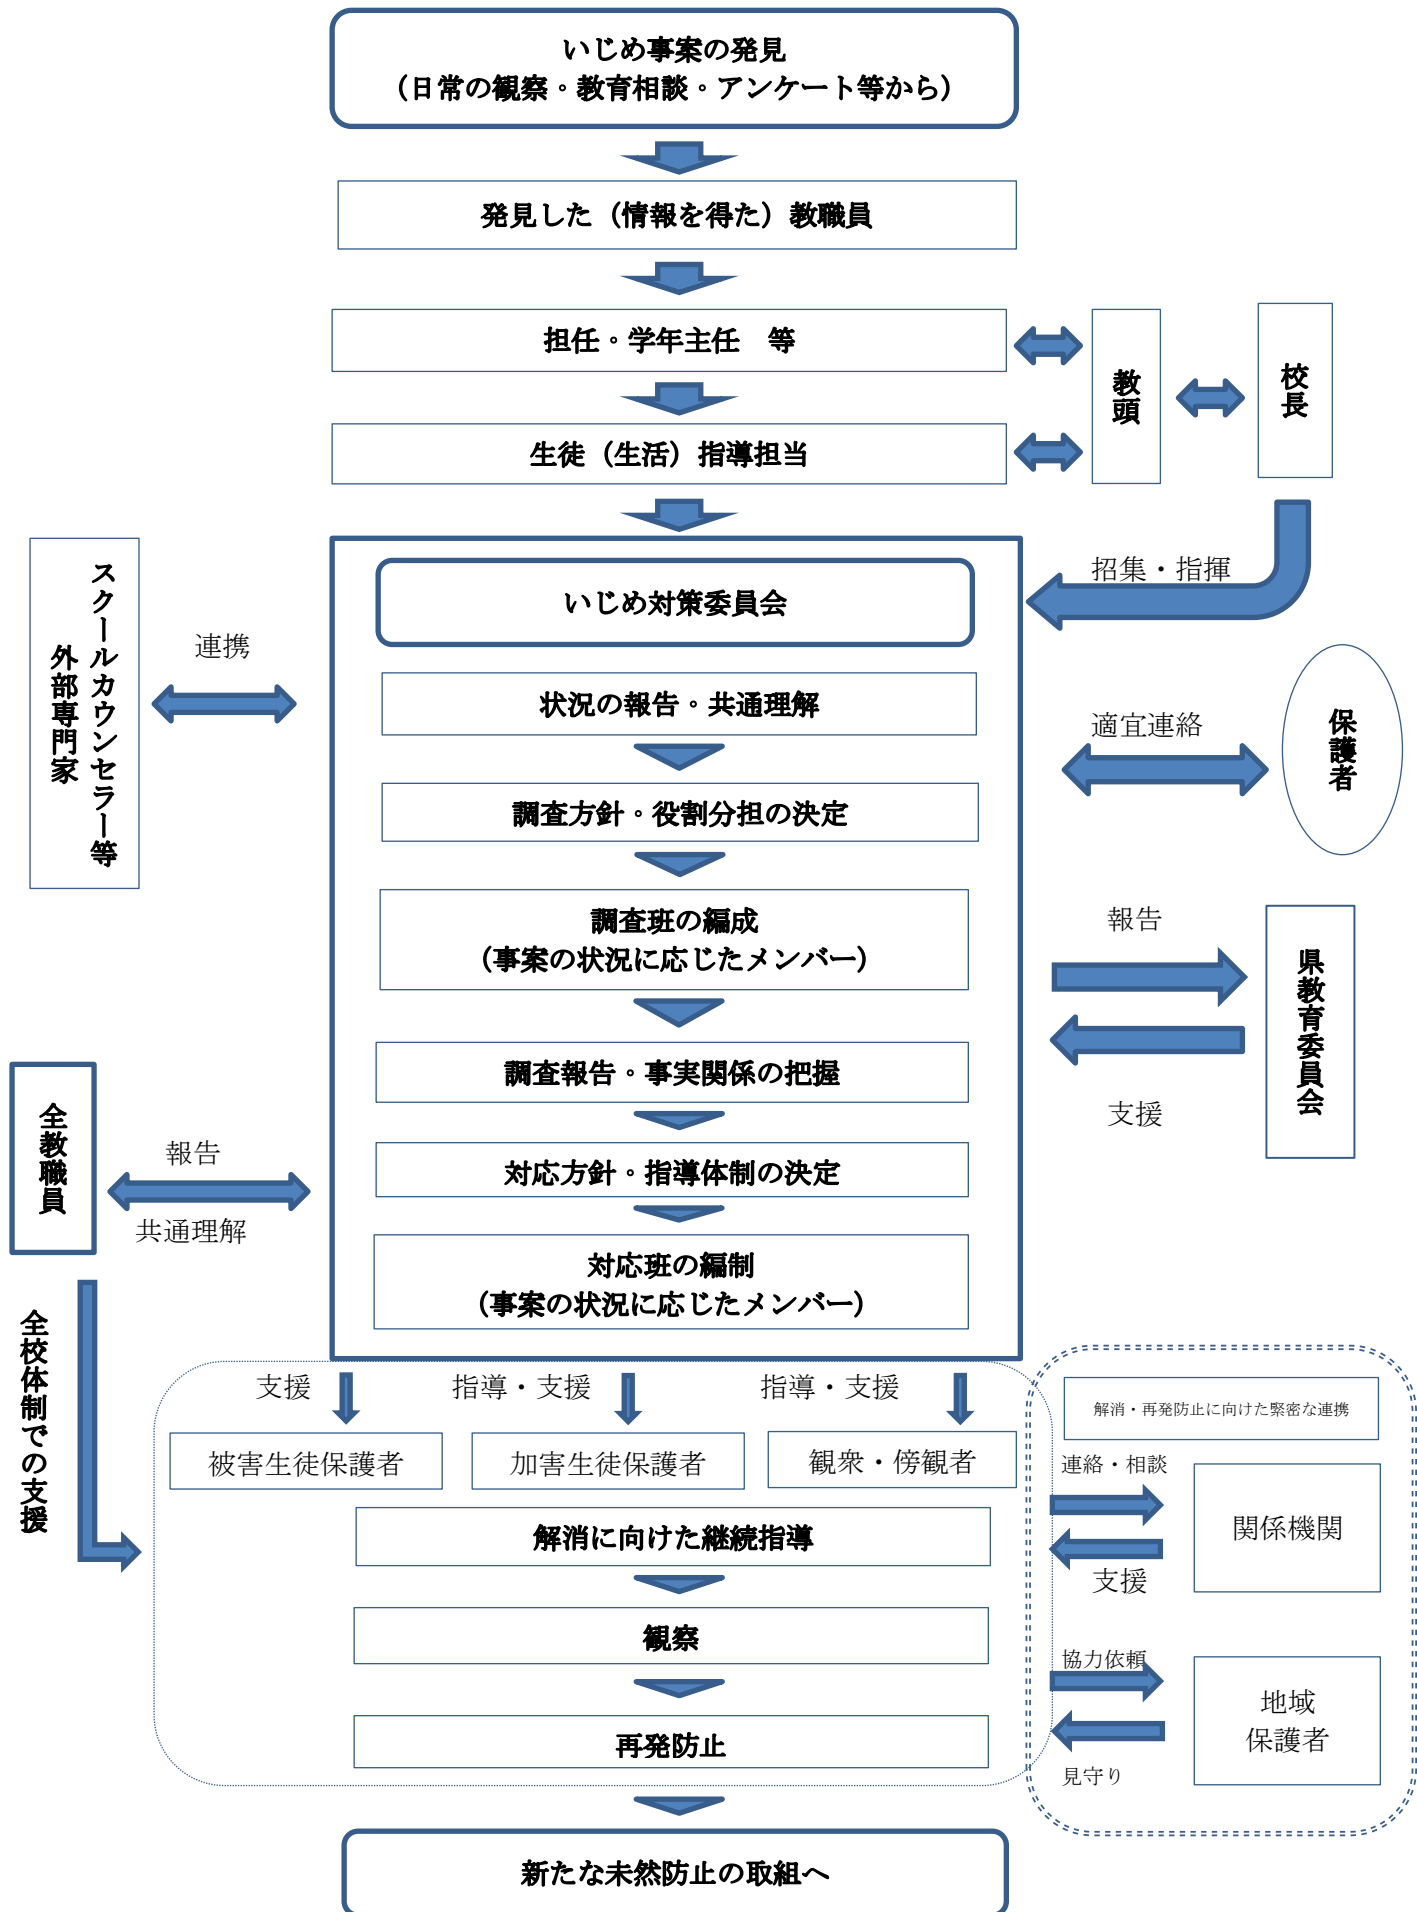 いじめ事案の発見
（日常の観察・教育相談・アンケート等から）
発見した（情報を得た）教職員
担任・学年主任　等
教頭
校長
生徒（生活）指導担当
招集・指揮
いじめ対策委員会
スクールカウンセラー等
外部専門家
連携
状況の報告・共通理解
適宜連絡
保護者
調査方針・役割分担の決定
調査班の編成
（事案の状況に応じたメンバー）
報告
県教育委員会
支援
調査報告・事実関係の把握
全教職員
報告
共通理解
対応方針・指導体制の決定
対応班の編制
（事案の状況に応じたメンバー）
全校体制での支援
支援
指導・支援
指導・支援
被害生徒保護者
加害生徒保護者
観衆・傍観者
解消・再発防止に向けた緊密な連携
連絡・相談
関係機関
支援
解消に向けた継続指導
観察
協力依頼
地域
保護者
見守り
再発防止
新たな未然防止の取組へ